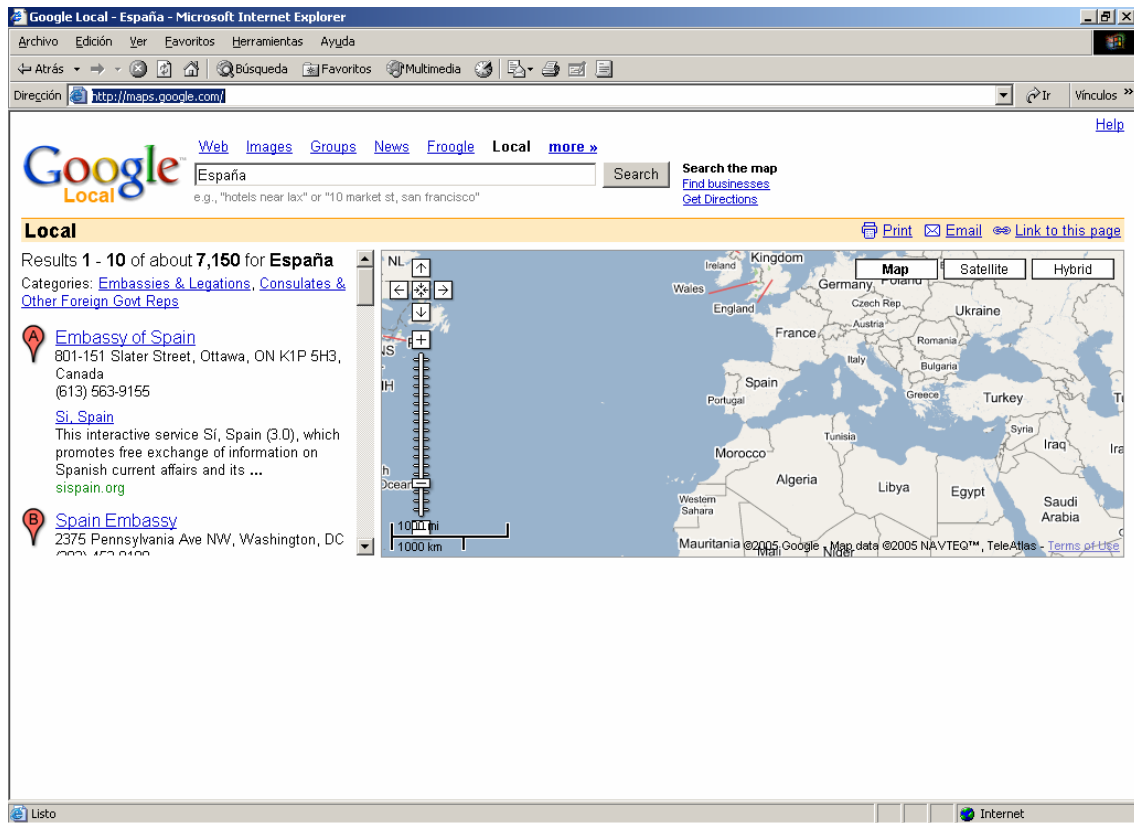 Google Local - España - Microsoft Internet Explorer
Archivo Edición Ver Favoritos Herramientas Ayuda
Atrás Búsqueda Favoritos Multimedia
Dirección http://maps.google.com/ Ir Vínculos »
Help
Web Images Groups News Froogle Local more »
Google™
Local
España Search
e.g., "hotels near lax" or "10 market st, san francisco"
Search the map
Find businesses
Get Directions
Local Print Email Link to this page
Results 1 - 10 of about 7,150 for España
Categories: Embassies & Legations, Consulates &
Other Foreign Govt Reps
A Embassy of Spain
801-151 Slater Street, Ottawa, ON K1P 5H3,
Canada
(613) 563-9155
Si, Spain
This interactive service Sí, Spain (3.0), which
promotes free exchange of information on
Spanish current affairs and its ...
sispain.org
B Spain Embassy
2375 Pennsylvania Ave NW, Washington, DC
NL Ireland Kingdom
Map Satellite Hybrid
Wales Germany Poland
England Czech Rep Ukraine
France Austria Romania
NS Italy Bulgaria
Spain
Portugal Greece Turkey
Tunisia Syria
Morocco Iraq
Algeria Libya Egypt
Western
Sahara
Saudi
Arabia
1000 mi
1000 km
Mauritania Mali Niger
©2005 Google - Map data ©2005 NAVTEQ™, TeleAtlas - Terms of Use
Listo Internet